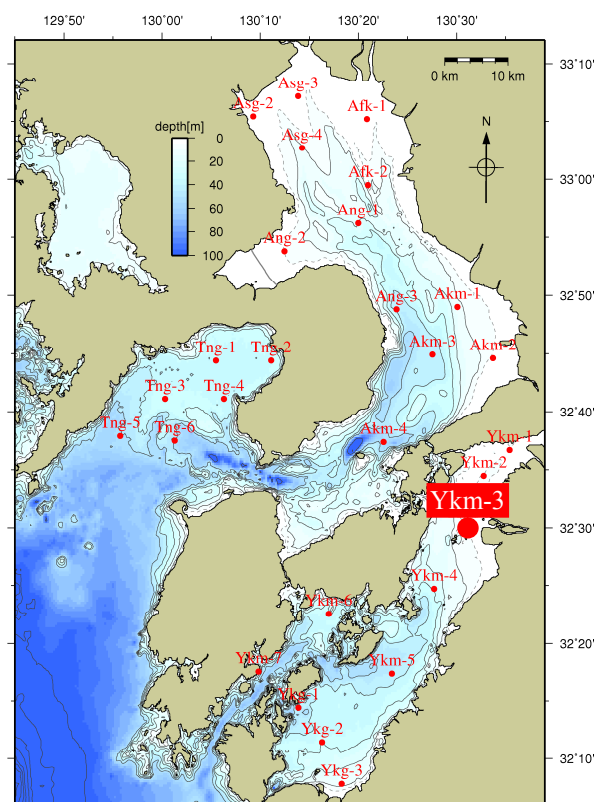 129˚50' 130˚00' 130˚10' 130˚20' 130˚30'
33˚10'
0 km 10 km
Asg-3
Asg-2
Afk-1
depth[m]
0
20
40
60
80
100
Asg-4
N
33˚00'
Afk-2
Ang-1
Ang-2
32˚50'
Ang-3
Akm-1
Akm-3
Akm-2
Tng-1
Tng-2
Tng-3
Tng-4
32˚40'
Tng-5
Tng-6
Akm-4
Ykm-1
Ykm-2
Ykm-3
32˚30'
Ykm-4
Ykm-6
32˚20'
Ykm-7
Ykm-5
Ykg-1
Ykg-2
32˚10'
Ykg-3